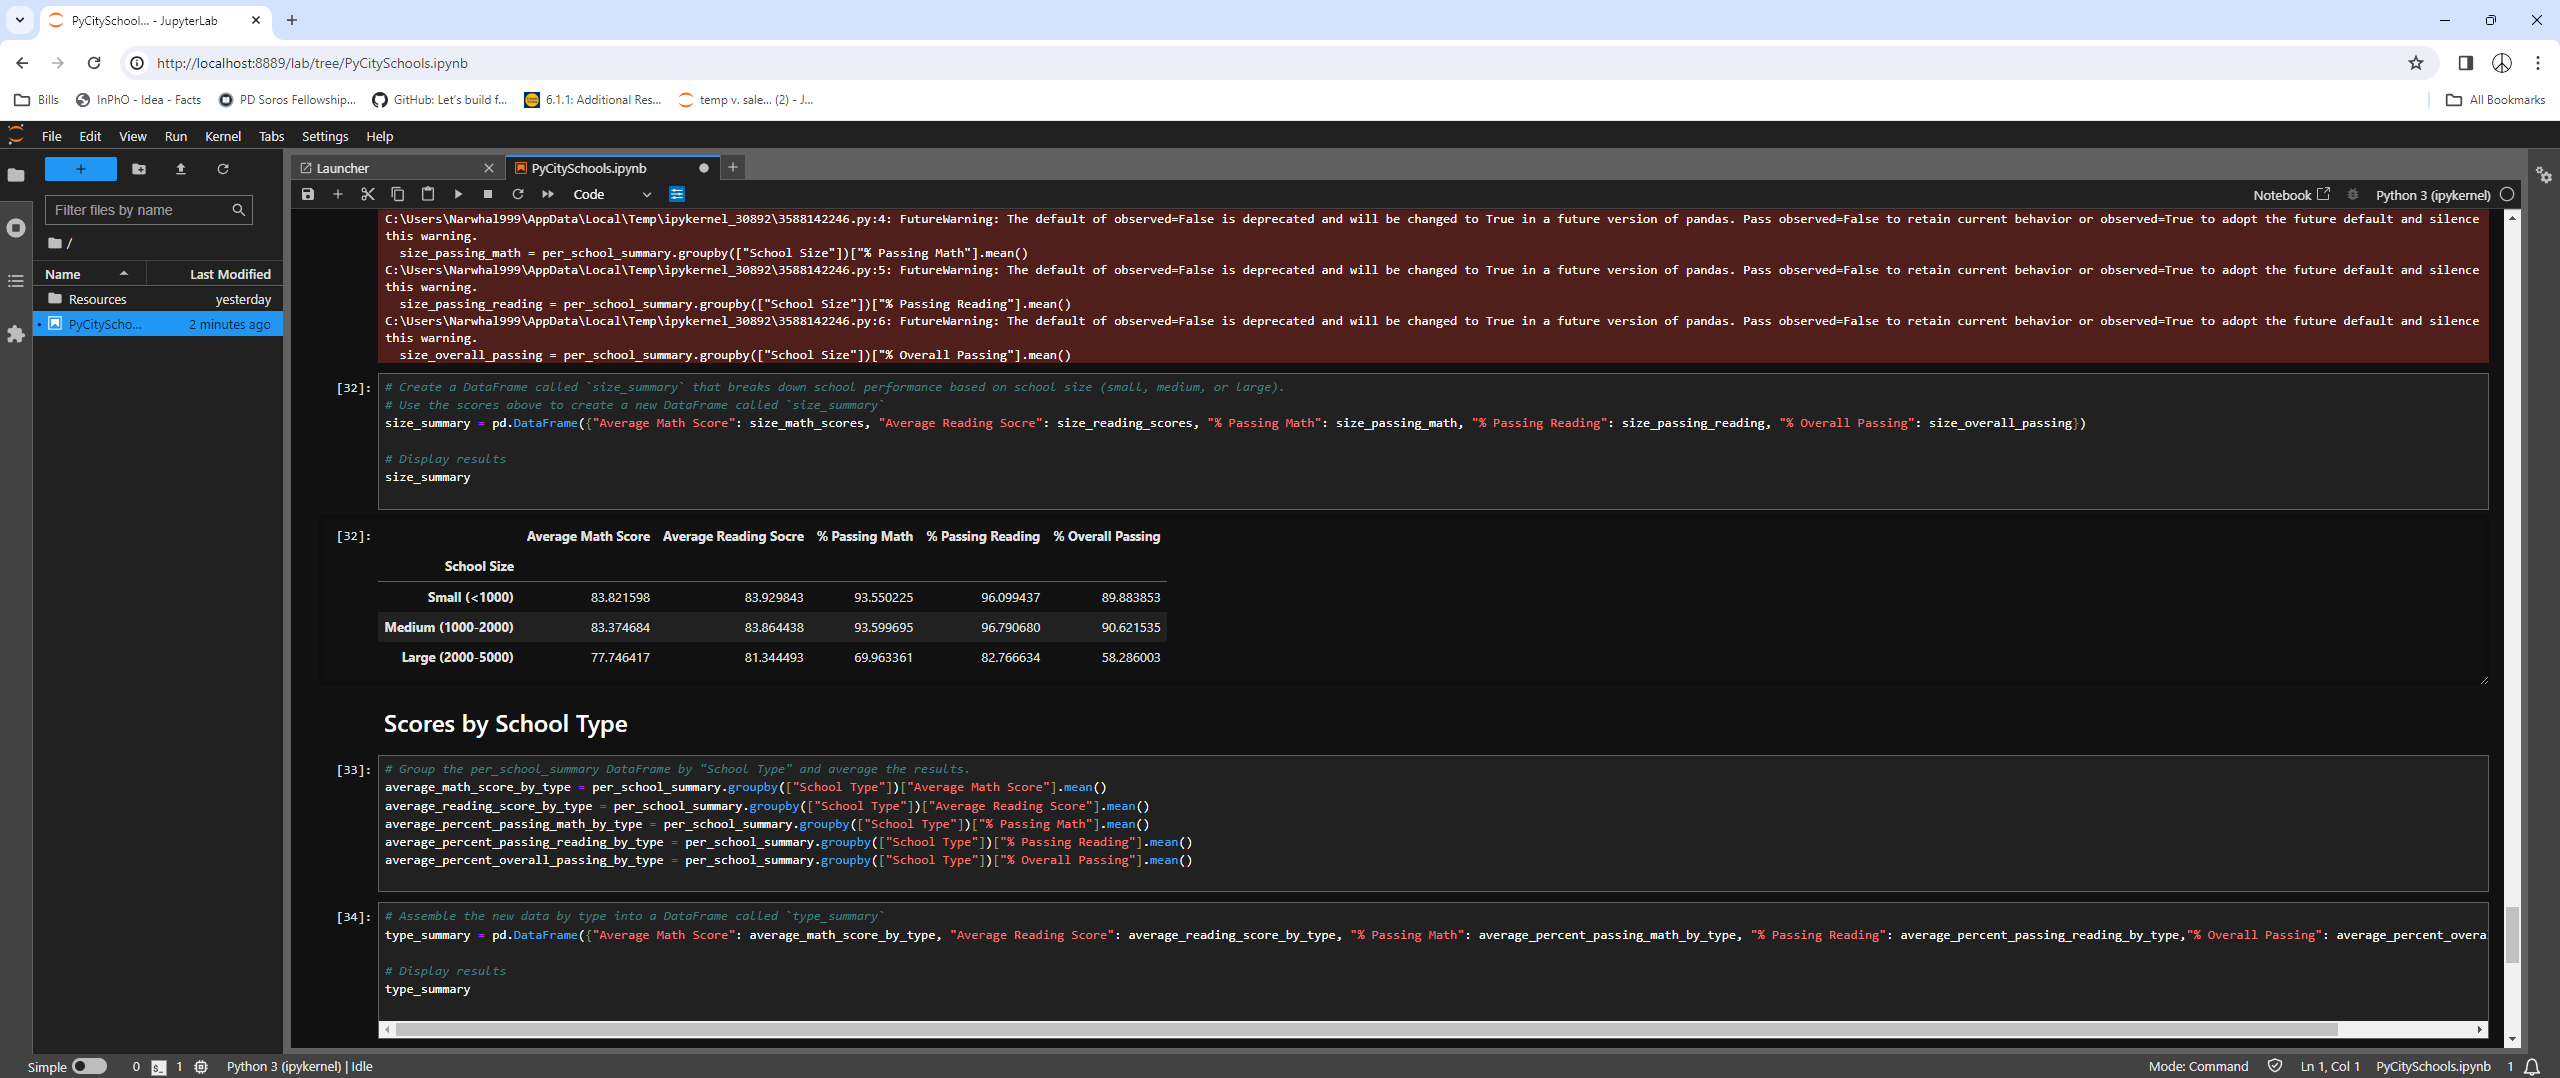 PyCitySchool... - JupyterLab
http://localhost:8889/lab/tree/PyCitySchools.ipynb
Bills
InPhO - Idea - Facts
PD Soros Fellowship...
GitHub: Let's build f...
6.1.1: Additional Res...
temp v. sale... (2) - J...
All Bookmarks
File Edit View Run Kernel Tabs Settings Help
Launcher
PyCitySchools.ipynb
Code
Notebook
Python 3 (ipykernel)
Filter files by name
/
Name Last Modified
Resources yesterday
PyCityScho... 2 minutes ago
C:\Users\Narwhal999\AppData\Local\Temp\ipykernel_30892\3588142246.py:4: FutureWarning: The default of observed=False is deprecated and will be changed to True in a future version of pandas. Pass observed=False to retain current behavior or observed=True to adopt the future default and silence
this warning.
size_passing_math = per_school_summary.groupby(["School Size"])["% Passing Math"].mean()
C:\Users\Narwhal999\AppData\Local\Temp\ipykernel_30892\3588142246.py:5: FutureWarning: The default of observed=False is deprecated and will be changed to True in a future version of pandas. Pass observed=False to retain current behavior or observed=True to adopt the future default and silence
this warning.
size_passing_reading = per_school_summary.groupby(["School Size"])["% Passing Reading"].mean()
C:\Users\Narwhal999\AppData\Local\Temp\ipykernel_30892\3588142246.py:6: FutureWarning: The default of observed=False is deprecated and will be changed to True in a future version of pandas. Pass observed=False to retain current behavior or observed=True to adopt the future default and silence
this warning.
size_overall_passing = per_school_summary.groupby(["School Size"])["% Overall Passing"].mean()
[32]: # Create a DataFrame called `size_summary` that breaks down school performance based on school size (small, medium, or large).
# Use the scores above to create a new DataFrame called `size_summary`
size_summary = pd.DataFrame({"Average Math Score": size_math_scores, "Average Reading Socre": size_reading_scores, "% Passing Math": size_passing_math, "% Passing Reading": size_passing_reading, "% Overall Passing": size_overall_passing})
# Display results
size_summary
[32]: Average Math Score Average Reading Socre % Passing Math % Passing Reading % Overall Passing
School Size
Small (<1000) 83.821598 83.929843 93.550225 96.099437 89.883853
Medium (1000-2000) 83.374684 83.864438 93.599695 96.790680 90.621535
Large (2000-5000) 77.746417 81.344493 69.963361 82.766634 58.286003
Scores by School Type
[33]: # Group the per_school_summary DataFrame by "School Type" and average the results.
average_math_score_by_type = per_school_summary.groupby(["School Type"])["Average Math Score"].mean()
average_reading_score_by_type = per_school_summary.groupby(["School Type"])["Average Reading Score"].mean()
average_percent_passing_math_by_type = per_school_summary.groupby(["School Type"])["% Passing Math"].mean()
average_percent_passing_reading_by_type = per_school_summary.groupby(["School Type"])["% Passing Reading"].mean()
average_percent_overall_passing_by_type = per_school_summary.groupby(["School Type"])["% Overall Passing"].mean()
[34]: # Assemble the new data by type into a DataFrame called `type_summary`
type_summary = pd.DataFrame({"Average Math Score": average_math_score_by_type, "Average Reading Score": average_reading_score_by_type, "% Passing Math": average_percent_passing_math_by_type, "% Passing Reading": average_percent_passing_reading_by_type,"% Overall Passing": average_percent_overa
# Display results
type_summary
Simple 0 1 Python 3 (ipykernel) | Idle
Mode: Command Ln 1, Col 1 PyCitySchools.ipynb 1